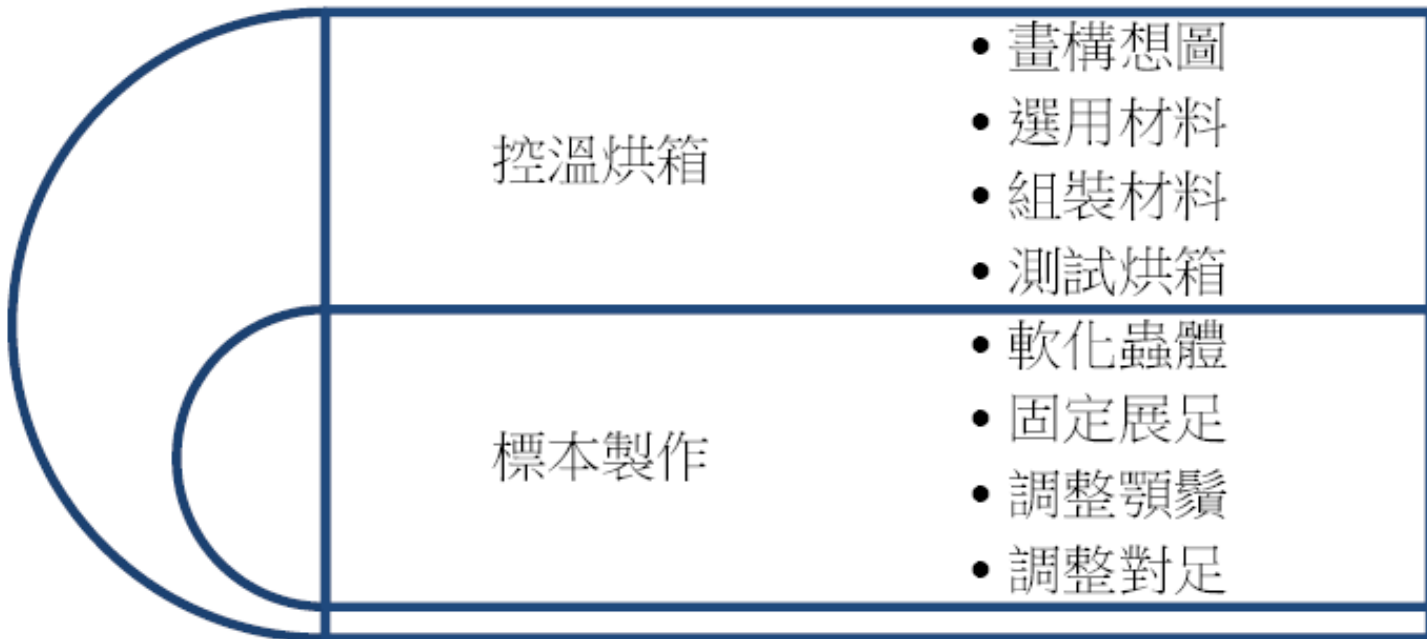 控溫烘箱
• 畫構想圖
• 選用材料
• 組裝材料
• 測試烘箱
標本製作
• 軟化蟲體
• 固定展足
• 調整顎鬚
• 調整對足